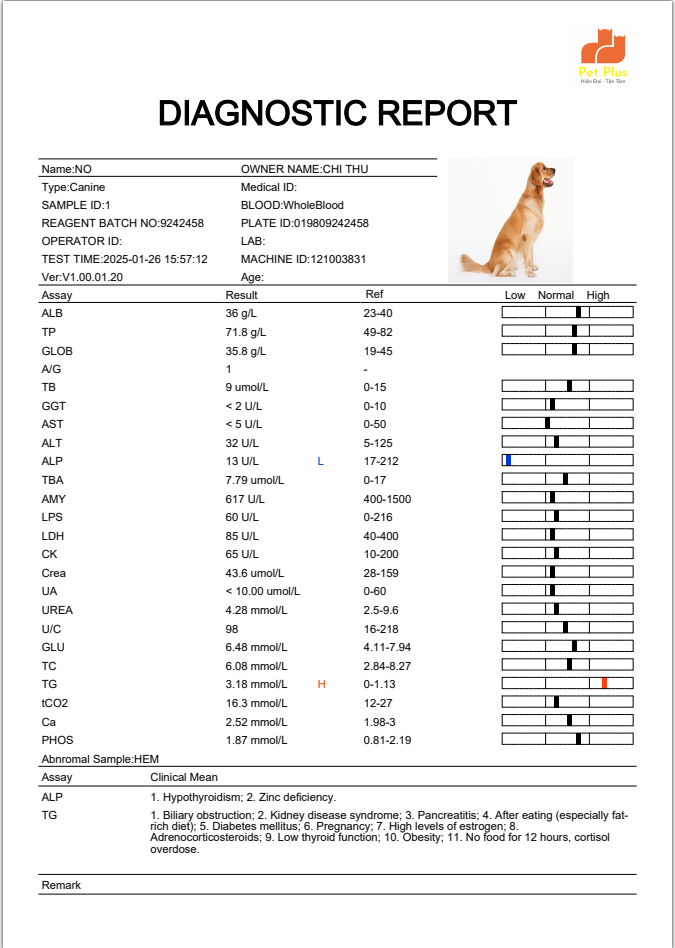 Pet Plus
Hiện Đại - Tận Tâm
DIAGNOSTIC REPORT
Name:NO OWNER NAME:CHI THU
Type:Canine Medical ID:
SAMPLE ID:1 BLOOD:WholeBlood
REAGENT BATCH NO:9242458 PLATE ID:019809242458
OPERATOR ID: LAB:
TEST TIME:2025-01-26 15:57:12 MACHINE ID:121003831
Ver:V1.00.01.20 Age:
Assay Result Ref Low Normal High
ALB 36 g/L 23-40
TP 71.8 g/L 49-82
GLOB 35.8 g/L 19-45
A/G 1 -
TB 9 umol/L 0-15
GGT < 2 U/L 0-10
AST < 5 U/L 0-50
ALT 32 U/L 5-125
ALP 13 U/L L 17-212
TBA 7.79 umol/L 0-17
AMY 617 U/L 400-1500
LPS 60 U/L 0-216
LDH 85 U/L 40-400
CK 65 U/L 10-200
Crea 43.6 umol/L 28-159
UA < 10.00 umol/L 0-60
UREA 4.28 mmol/L 2.5-9.6
U/C 98 16-218
GLU 6.48 mmol/L 4.11-7.94
TC 6.08 mmol/L 2.84-8.27
TG 3.18 mmol/L H 0-1.13
tCO2 16.3 mmol/L 12-27
Ca 2.52 mmol/L 1.98-3
PHOS 1.87 mmol/L 0.81-2.19
Abnromal Sample:HEM
Assay Clinical Mean
ALP 1. Hypothyroidism; 2. Zinc deficiency.
TG 1. Biliary obstruction; 2. Kidney disease syndrome; 3. Pancreatitis; 4. After eating (especially fat-
rich diet); 5. Diabetes mellitus; 6. Pregnancy; 7. High levels of estrogen; 8.
Adrenocorticosteroids; 9. Low thyroid function; 10. Obesity; 11. No food for 12 hours, cortisol
overdose.
Remark